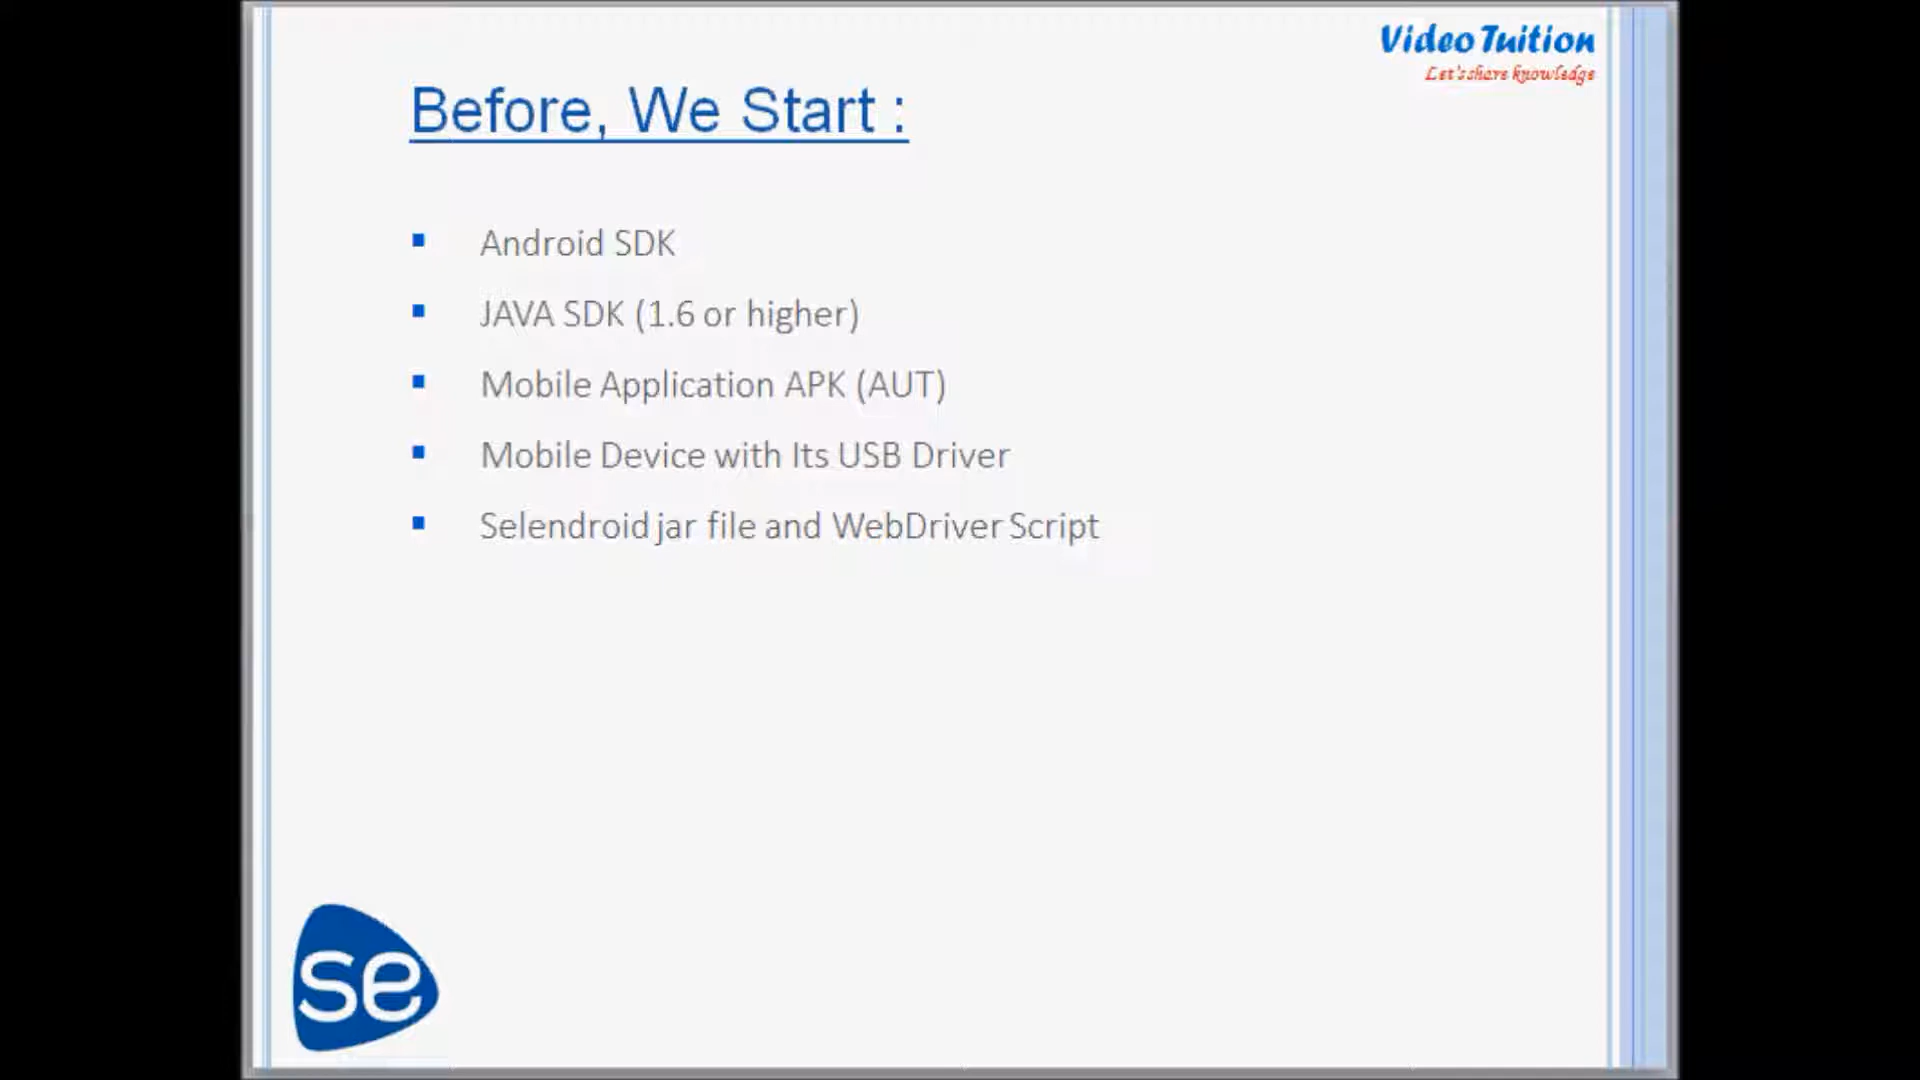 Video Tuition
Let's share knowledge
Before, We Start :
Android SDK
JAVA SDK (1.6 or higher)
Mobile Application APK (AUT)
Mobile Device with Its USB Driver
Selendroid jar file and WebDriver Script
se